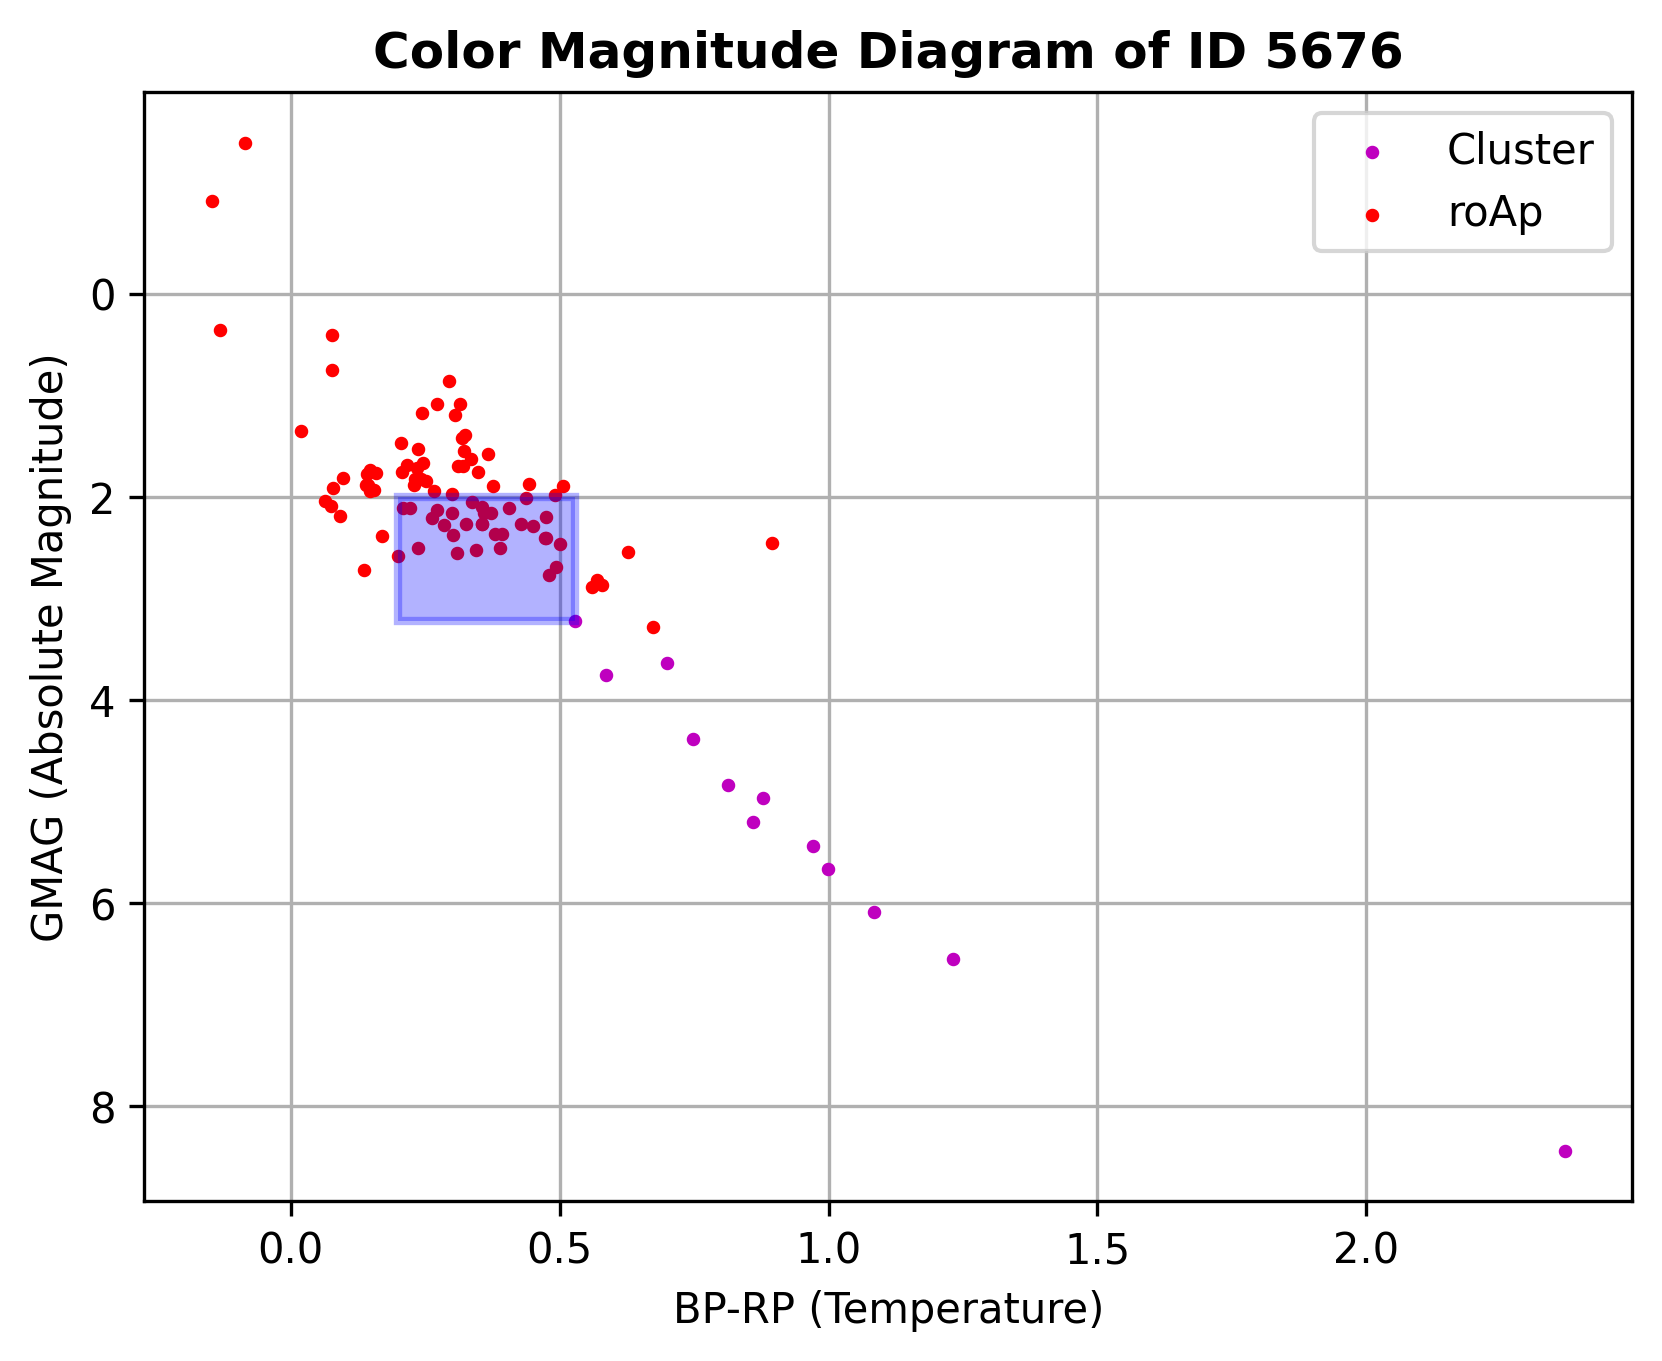 Color Magnitude Diagram of ID 5676
Cluster
roAp
GMAG (Absolute Magnitude)
0
2
4
6
8
0.0 0.5 1.0 1.5 2.0
BP-RP (Temperature)